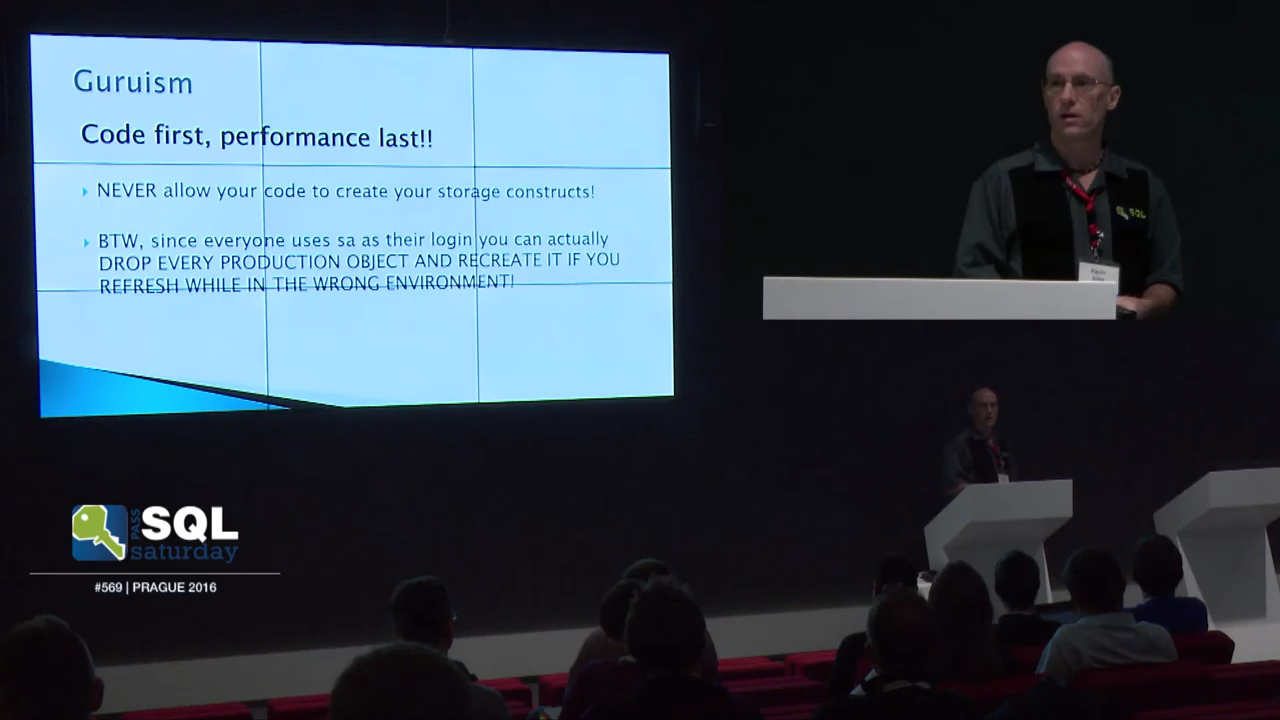 Guruism
Code first, performance last!!
NEVER allow your code to create your storage constructs!
BTW, since everyone uses sa as their login you can actually
DROP EVERY PRODUCTION OBJECT AND RECREATE IT IF YOU
REFRESH WHILE IN THE WRONG ENVIRONMENT!
SQL
PASS
SQL
saturday
#569 | PRAGUE 2016